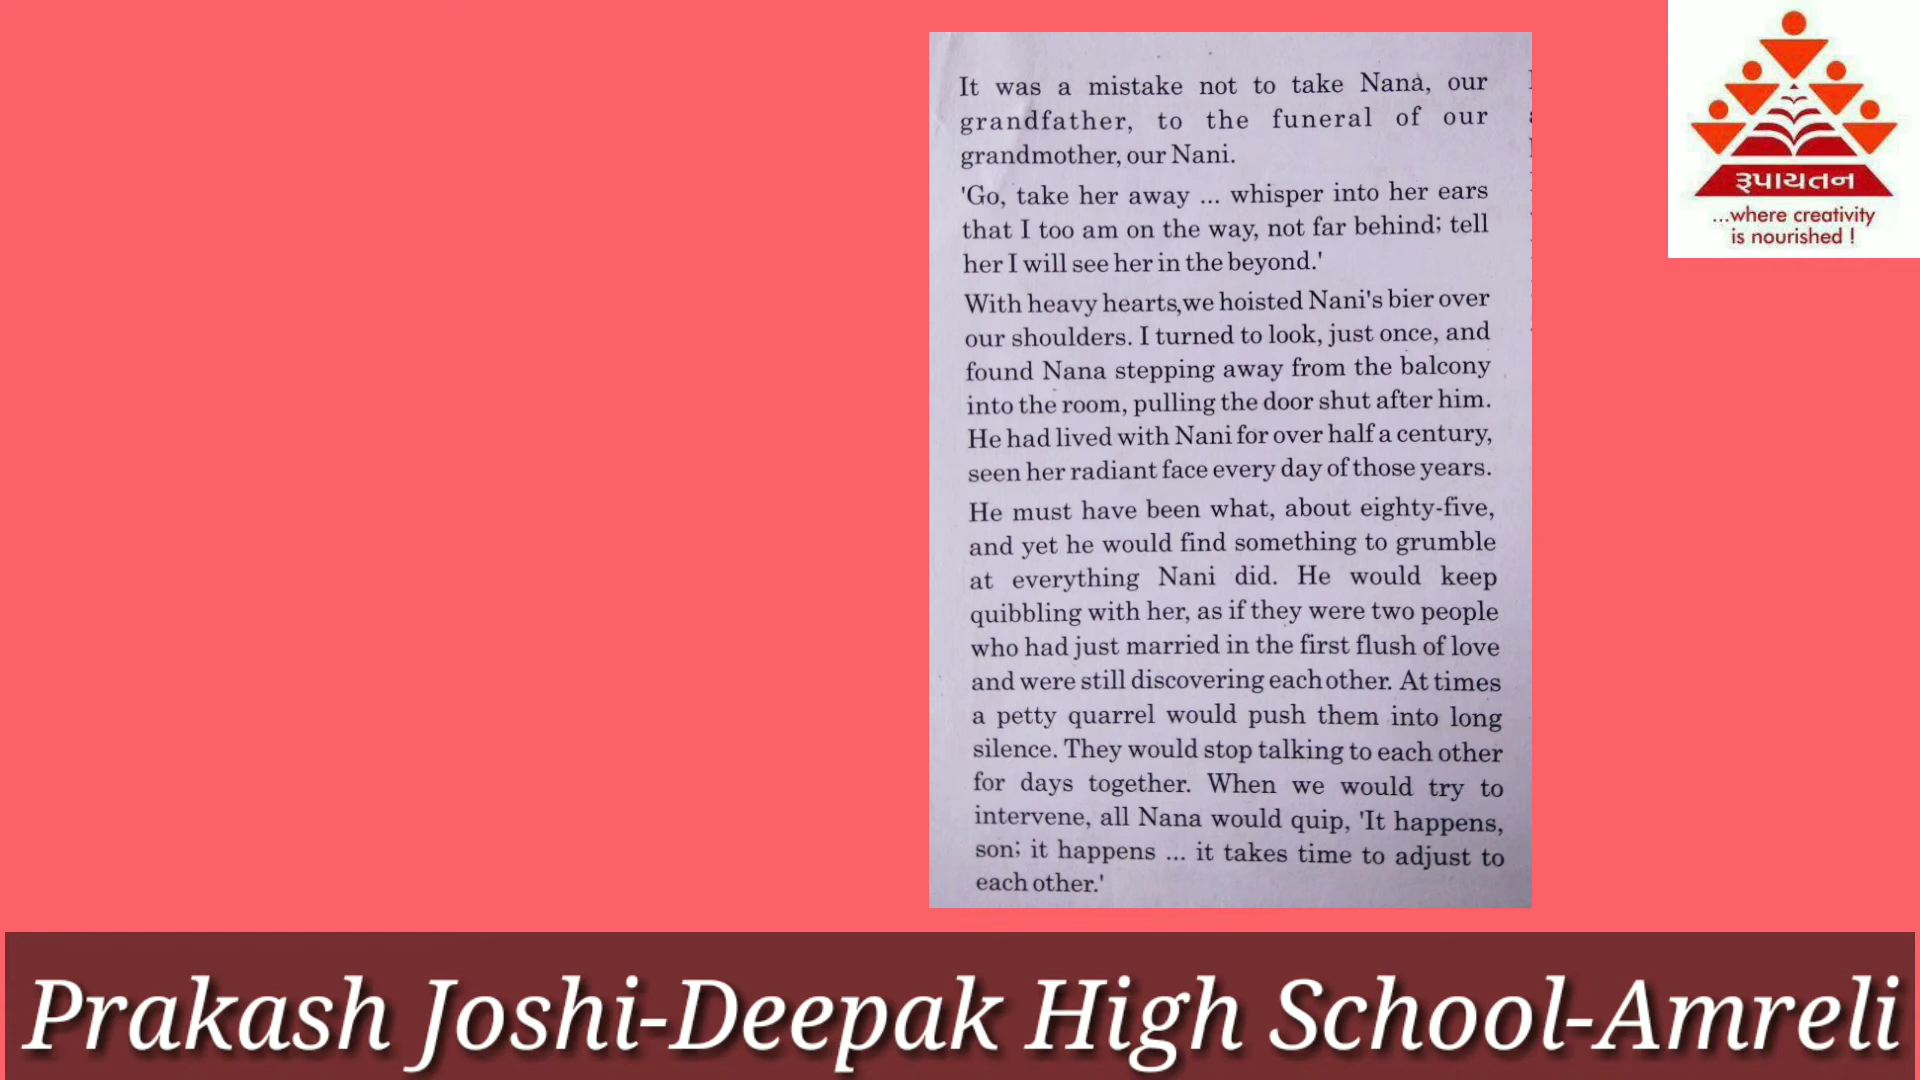 It was a mistake not to take Nana, our
grandfather, to the funeral of our
grandmother, our Nani.
'Go, take her away ... whisper into her ears
that I too am on the way, not far behind; tell
her I will see her in the beyond.'
With heavy hearts,we hoisted Nani's bier over
our shoulders. I turned to look, just once, and
found Nana stepping away from the balcony
into the room, pulling the door shut after him.
He had lived with Nani for over half a century,
seen her radiant face every day of those years.
He must have been what, about eighty-five,
and yet he would find something to grumble
at everything Nani did. He would keep
quibbling with her, as if they were two people
who had just married in the first flush of love
and were still discovering each other. At times
a petty quarrel would push them into long
silence. They would stop talking to each other
for days together. When we would try to
intervene, all Nana would quip, 'It happens,
son; it happens ... it takes time to adjust to
each other.'
રૂપાયતન
...where creativity
is nourished !
Prakash Joshi-Deepak High School-Amreli